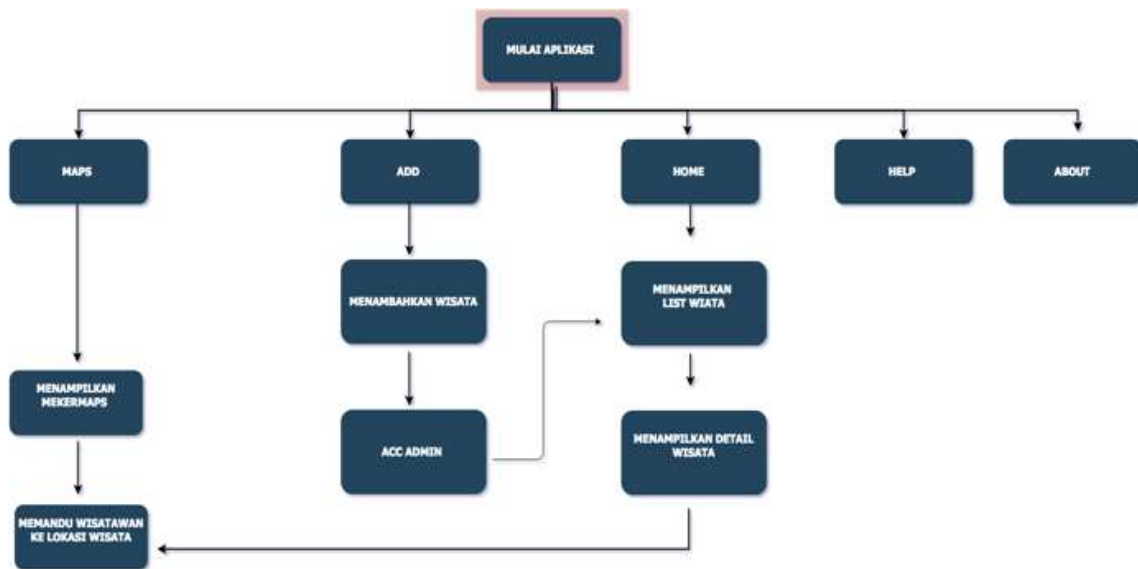 MULAI APLIKASI
MAPS
ADD
HOME
HELP
ABOUT
MENAMBAHKAN WISATA
MENAMPILKAN
LIST WIATA
MENAMPILKAN
MEKERMAPS
ACC ADMIN
MENAMPILKAN DETAIL
WISATA
MEMANDU WISATAWAN
KE LOKASI WISATA